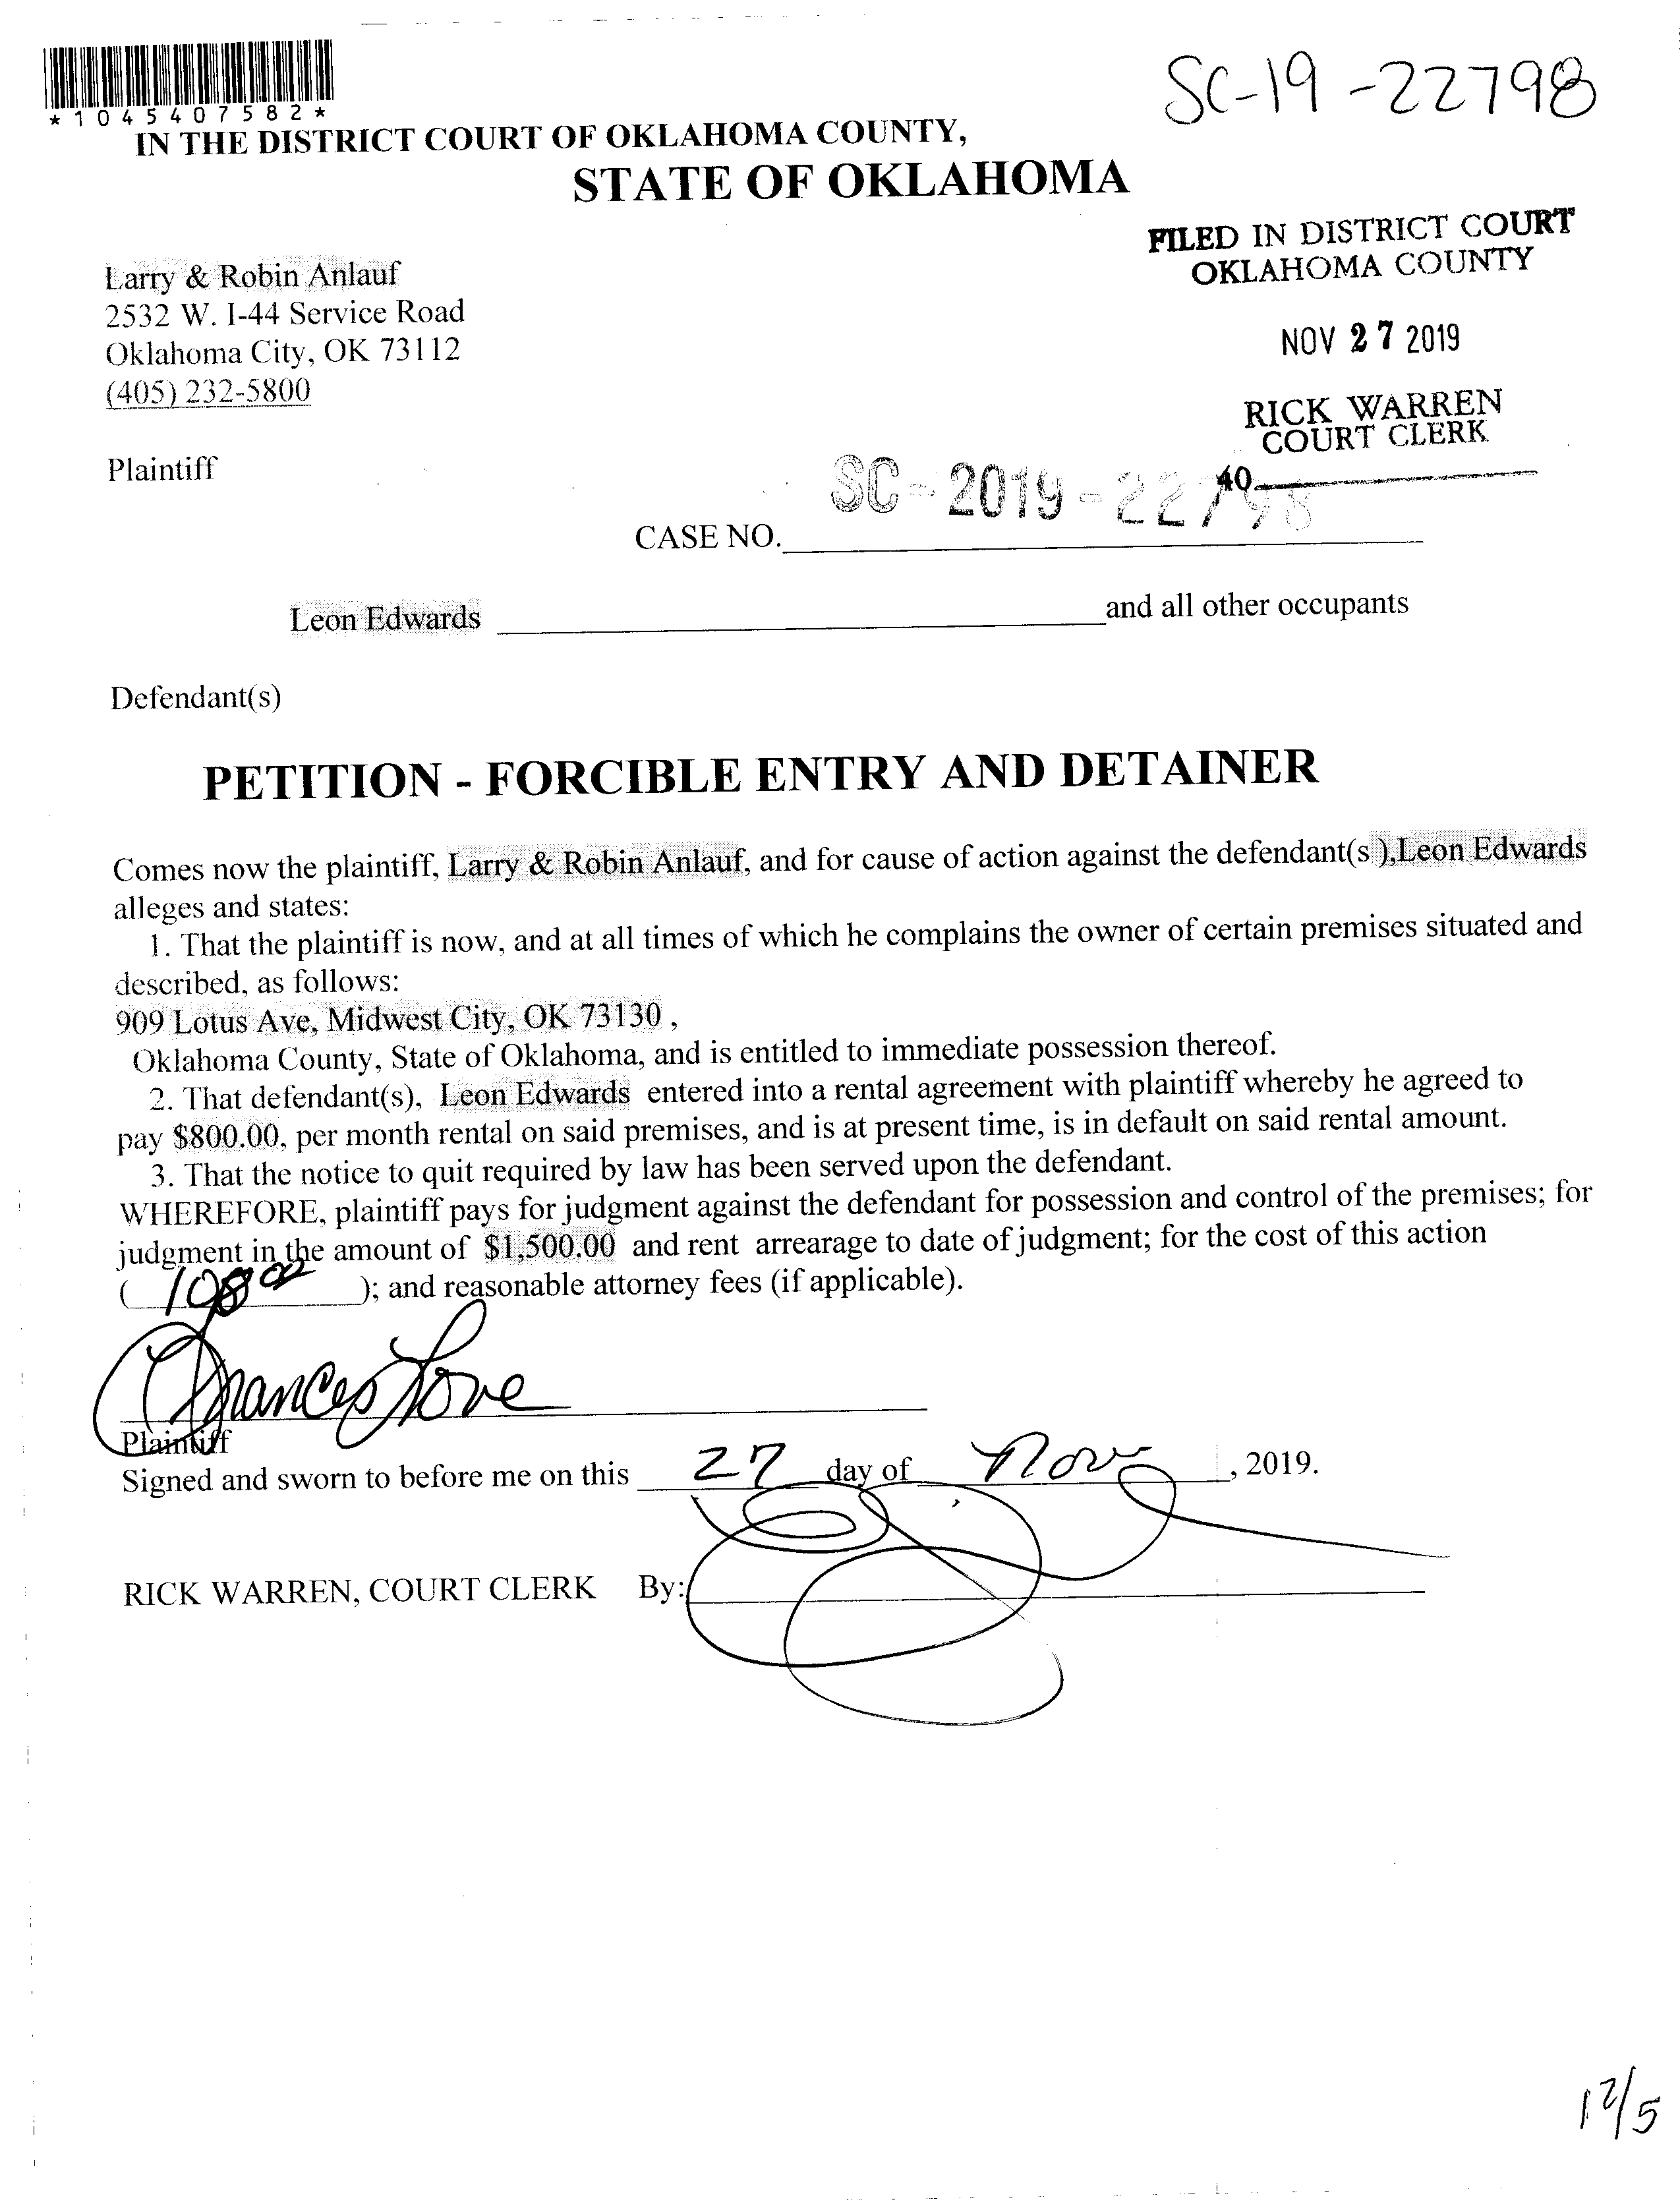 SC-19-22798
*1045407582*
IN THE DISTRICT COURT OF OKLAHOMA COUNTY,
STATE OF OKLAHOMA
FILED IN DISTRICT COURT
OKLAHOMA COUNTY
Larry & Robin Anlauf
2532 W. I-44 Service Road
Oklahoma City, OK 73112
(405) 232-5800
NOV 27 2019
RICK WARREN
COURT CLERK
40
Plaintiff
SC-2019-22798
CASE NO.
Leon Edwards and all other occupants
Defendant(s)
PETITION - FORCIBLE ENTRY AND DETAINER
Comes now the plaintiff, Larry & Robin Anlauf, and for cause of action against the defendant(s ),Leon Edwards
alleges and states:
1. That the plaintiff is now, and at all times of which he complains the owner of certain premises situated and
described, as follows:
909 Lotus Ave, Midwest City, OK 73130 ,
Oklahoma County, State of Oklahoma, and is entitled to immediate possession thereof.
2. That defendant(s), Leon Edwards entered into a rental agreement with plaintiff whereby he agreed to
pay $800.00, per month rental on said premises, and is at present time, is in default on said rental amount.
3. That the notice to quit required by law has been served upon the defendant.
WHEREFORE, plaintiff pays for judgment against the defendant for possession and control of the premises; for
judgment in the amount of $1,500.00 and rent arrearage to date of judgment; for the cost of this action
( 108 00 ); and reasonable attorney fees (if applicable).
Frances Love
Plaintiff
Signed and sworn to before me on this 27 day of Nov , 2019.
RICK WARREN, COURT CLERK By:
12/5